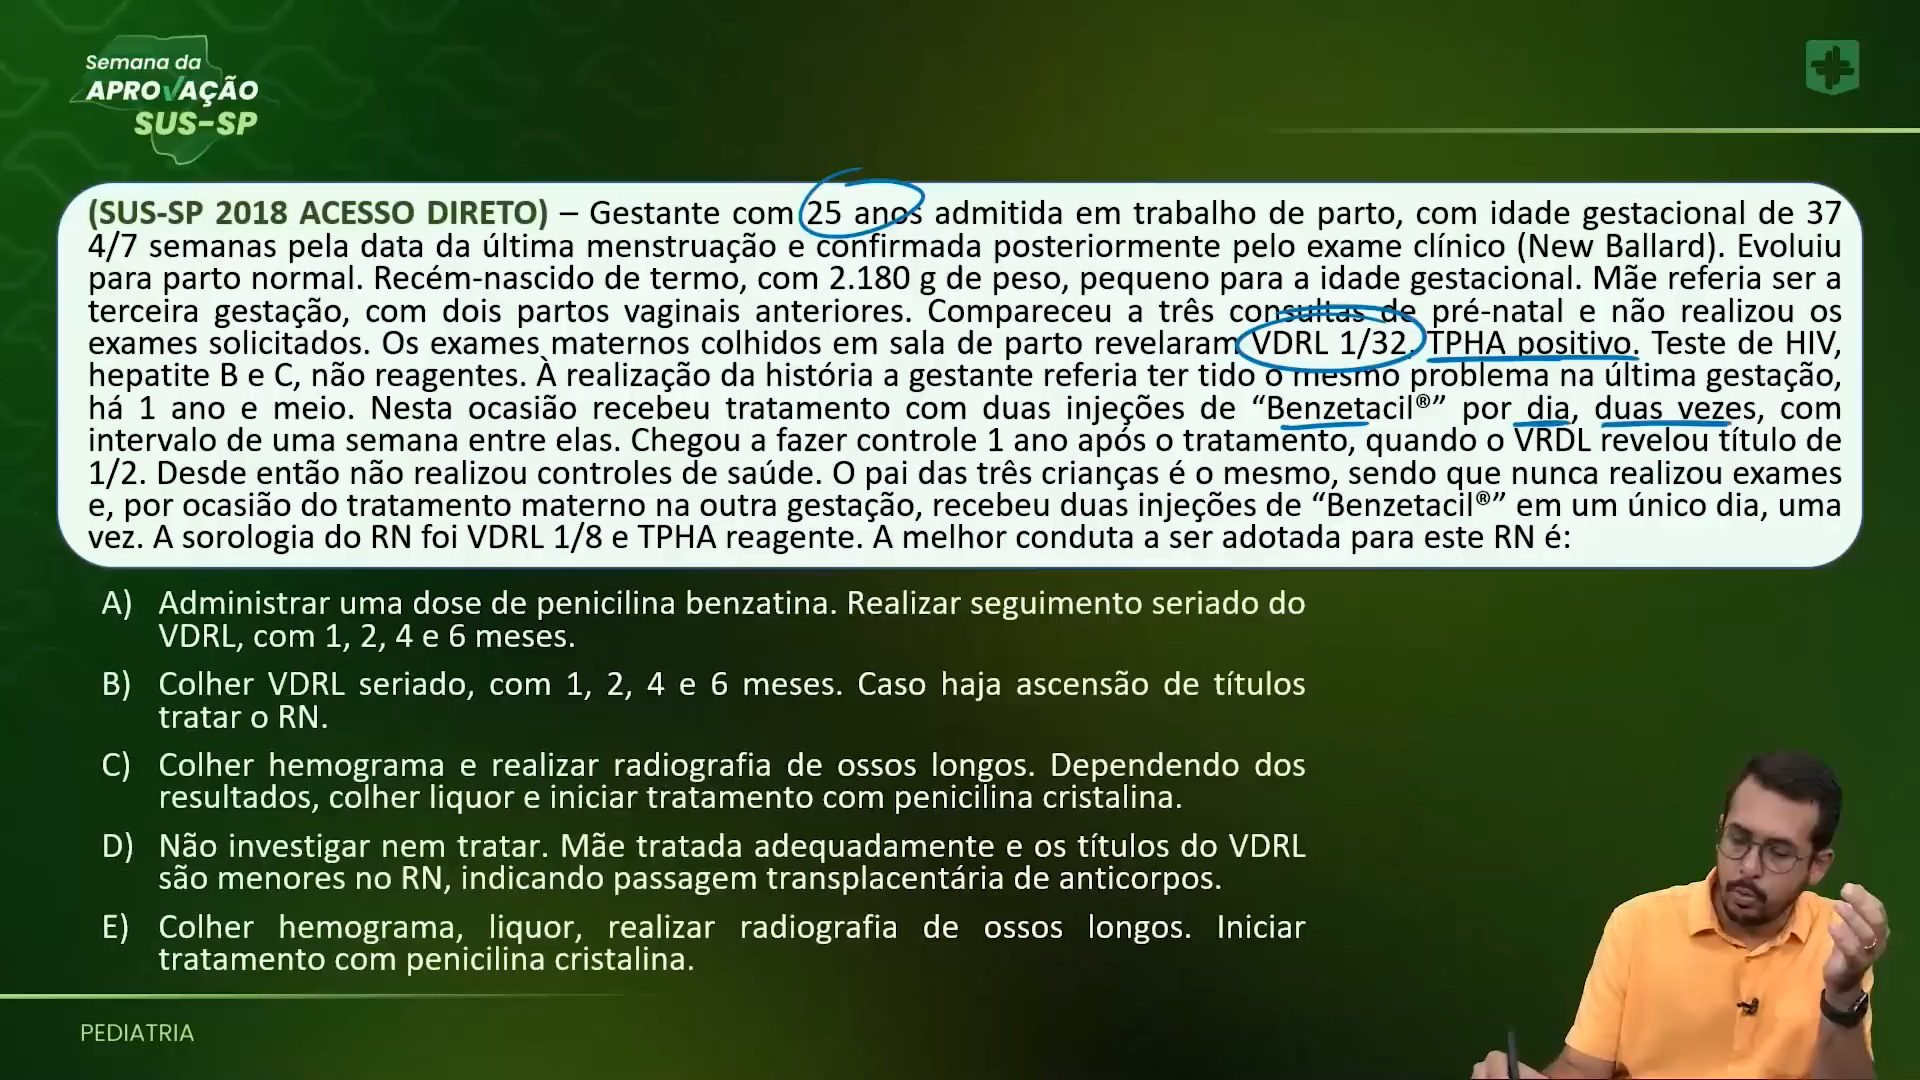 Semana da
APROVAÇÃO
SUS-SP
(SUS-SP 2018 ACESSO DIRETO) – Gestante com 25 anos admitida em trabalho de parto, com idade gestacional de 37
4/7 semanas pela data da última menstruação e confirmada posteriormente pelo exame clínico (New Ballard). Evoluiu
para parto normal. Recém-nascido de termo, com 2.180 g de peso, pequeno para a idade gestacional. Mãe referia ser a
terceira gestação, com dois partos vaginais anteriores. Compareceu a três consultas de pré-natal e não realizou os
exames solicitados. Os exames maternos colhidos em sala de parto revelaram VDRL 1/32, TPHA positivo. Teste de HIV,
hepatite B e C, não reagentes. À realização da história a gestante referia ter tido o mesmo problema na última gestação,
há 1 ano e meio. Nesta ocasião recebeu tratamento com duas injeções de “Benzetacil®” por dia, duas vezes, com
intervalo de uma semana entre elas. Chegou a fazer controle 1 ano após o tratamento, quando o VRDL revelou título de
1/2. Desde então não realizou controles de saúde. O pai das três crianças é o mesmo, sendo que nunca realizou exames
e, por ocasião do tratamento materno na outra gestação, recebeu duas injeções de “Benzetacil®” em um único dia, uma
vez. A sorologia do RN foi VDRL 1/8 e TPHA reagente. A melhor conduta a ser adotada para este RN é:
A) Administrar uma dose de penicilina benzatina. Realizar seguimento seriado do
VDRL, com 1, 2, 4 e 6 meses.
B) Colher VDRL seriado, com 1, 2, 4 e 6 meses. Caso haja ascensão de títulos
tratar o RN.
C) Colher hemograma e realizar radiografia de ossos longos. Dependendo dos
resultados, colher liquor e iniciar tratamento com penicilina cristalina.
D) Não investigar nem tratar. Mãe tratada adequadamente e os títulos do VDRL
são menores no RN, indicando passagem transplacentária de anticorpos.
E) Colher hemograma, liquor, realizar radiografia de ossos longos. Iniciar
tratamento com penicilina cristalina.
PEDIATRIA